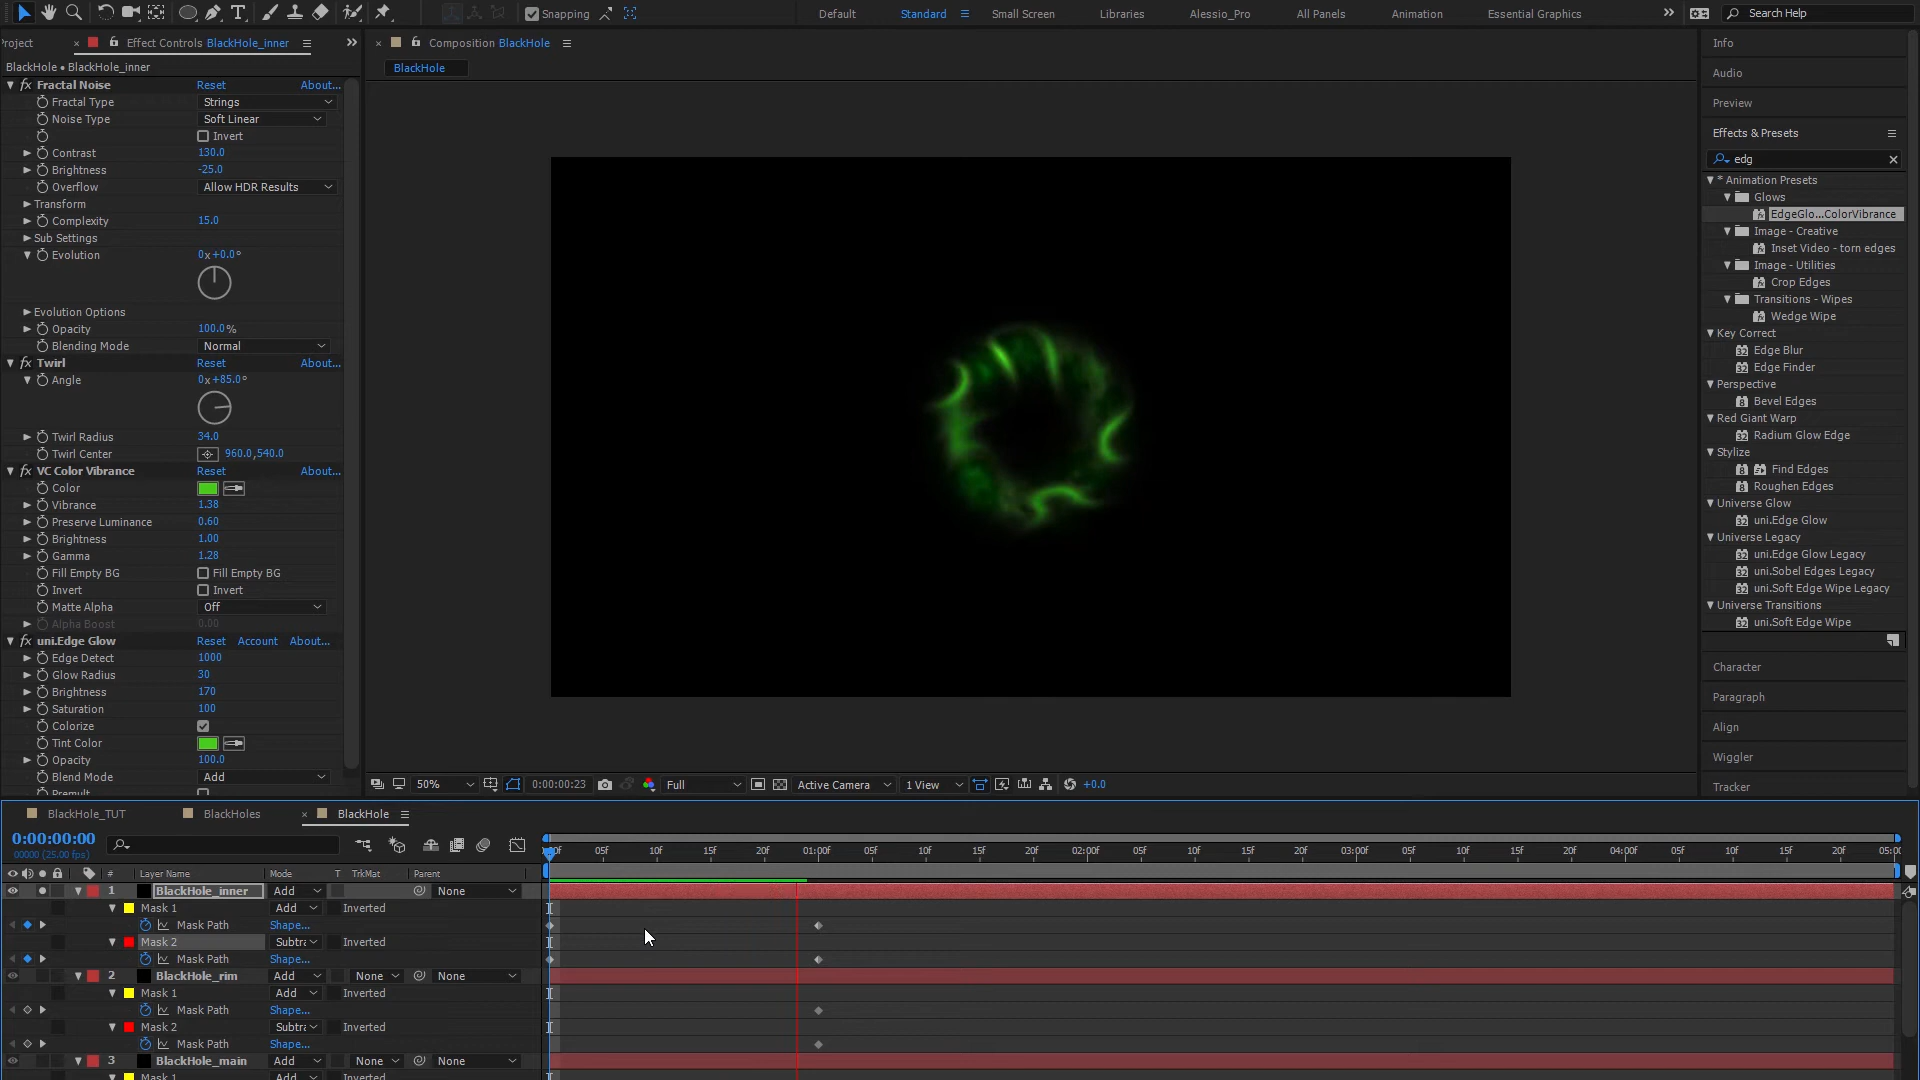 Snapping
Default
Standard
Small Screen
Libraries
Alessio_Pro
All Panels
Animation
Essential Graphics
Search Help
Project
Effect Controls BlackHole_inner
Composition BlackHole
Info
BlackHole • BlackHole_inner
BlackHole
Audio
Fractal Noise Reset About...
Fractal Type Strings
Preview
Noise Type Soft Linear
Invert
Effects & Presets
Contrast 130.0
edg
Brightness -25.0
* Animation Presets
Overflow Allow HDR Results
Glows
Transform
EdgeGlo...ColorVibrance
Complexity 15.0
Image - Creative
Sub Settings
Inset Video - torn edges
Evolution 0x+0.0°
Image - Utilities
Crop Edges
Transitions - Wipes
Evolution Options
Wedge Wipe
Opacity 100.0%
Key Correct
Blending Mode Normal
Edge Blur
Twirl Reset About...
Edge Finder
Angle 0x+85.0°
Perspective
Bevel Edges
Red Giant Warp
Twirl Radius 34.0
Radium Glow Edge
Twirl Center 960.0,540.0
Stylize
VC Color Vibrance Reset About...
Find Edges
Color
Roughen Edges
Vibrance 1.38
Universe Glow
Preserve Luminance 0.60
uni.Edge Glow
Brightness 1.00
Universe Legacy
Gamma 1.28
uni.Edge Glow Legacy
Fill Empty BG Fill Empty BG
uni.Sobel Edges Legacy
Invert Invert
uni.Soft Edge Wipe Legacy
Matte Alpha Off
Universe Transitions
Alpha Boost 0.00
uni.Soft Edge Wipe
uni.Edge Glow Reset Account About...
Edge Detect 1000
Character
Glow Radius 30
Brightness 170
Paragraph
Saturation 100
Colorize
Align
Tint Color
Opacity 100.0
Wiggler
Blend Mode Add
Premult
50% 0:00:00:23 Full Active Camera 1 View +0.0
Tracker
BlackHole_TUT BlackHoles BlackHole
0:00:00:00
00000 (25.00 fps)
05f 10f 15f 20f 01:00f 05f 10f 15f 20f 02:00f 05f 10f 15f 20f 03:00f 05f 10f 15f 20f 04:00f 05f 10f 15f 20f
# Layer Name Mode T TrkMat Parent
1 BlackHole_inner Add None
Mask 1 Add Inverted
Mask Path Shape...
Mask 2 Inverted
Mask Path Shape...
2 BlackHole_rim Add None None
Mask 1 Add Inverted
Mask Path Shape...
Mask 2 Inverted
Mask Path Shape...
3 BlackHole_main Add None None
Mask 1